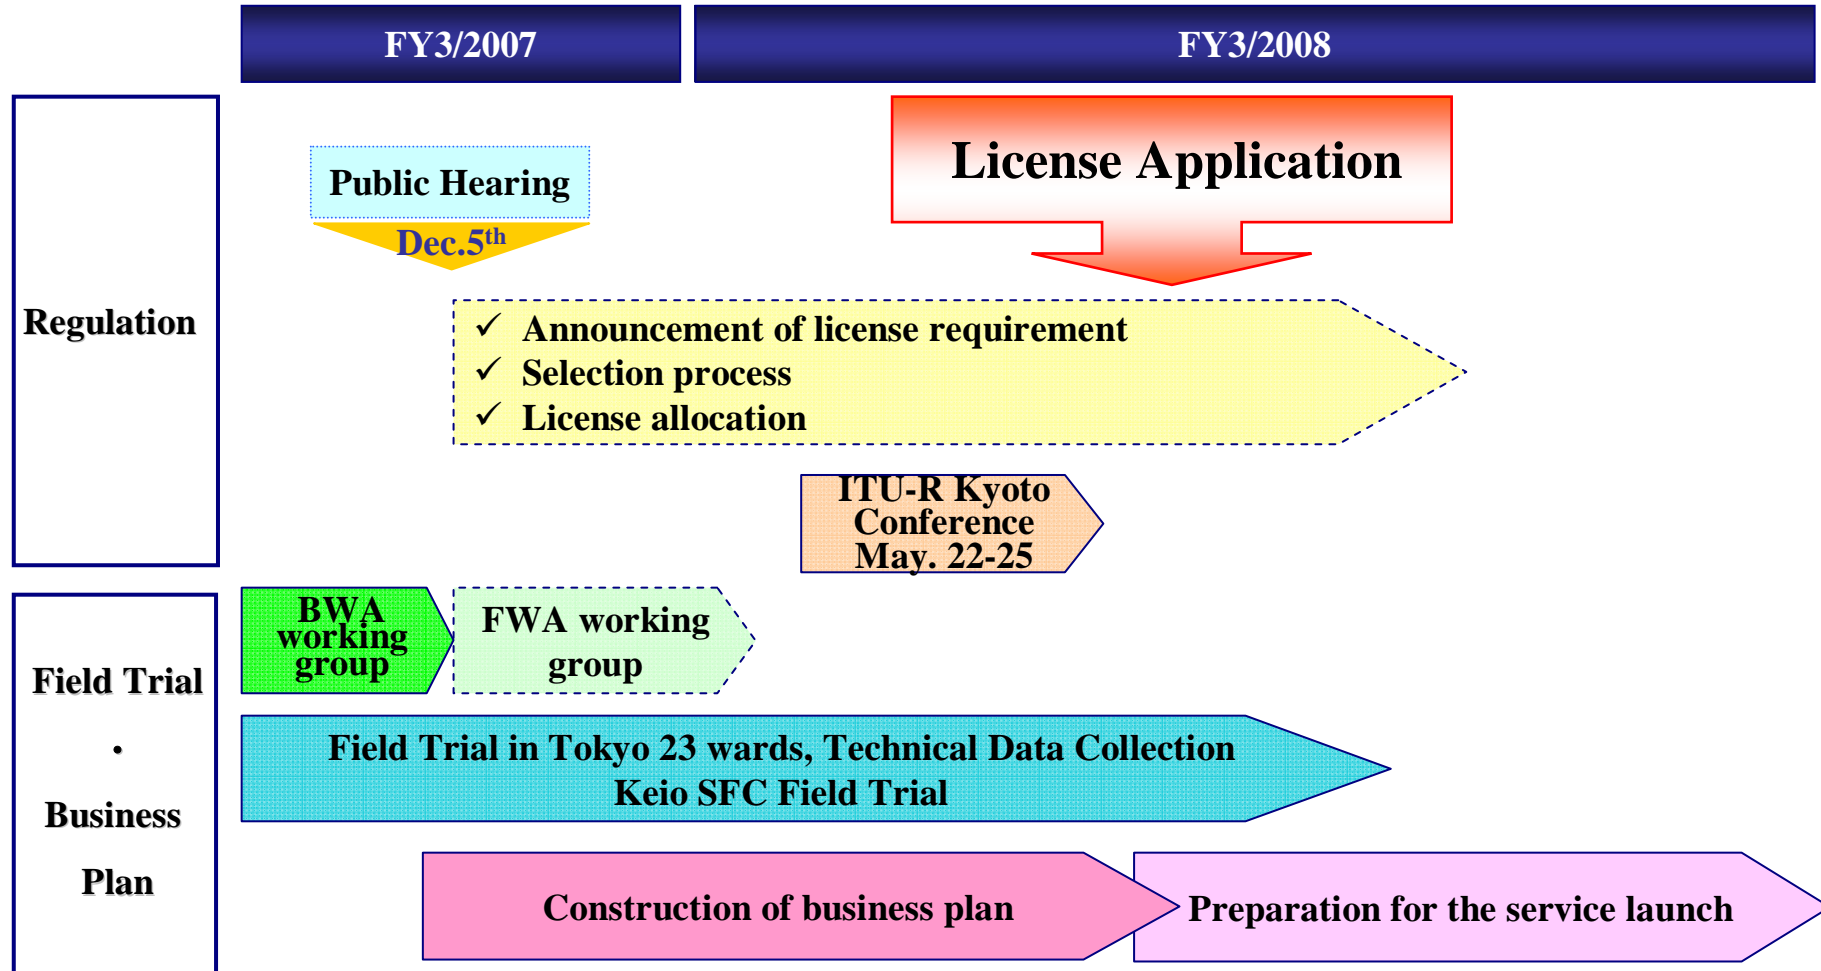 FY3/2007
FY3/2008
Regulation
Public Hearing
Dec.5th
License Application
✓ Announcement of license requirement
✓ Selection process
✓ License allocation
ITU-R Kyoto
Conference
May. 22-25
Field Trial
・
Business
Plan
BWA
working
group
FWA working
group
Field Trial in Tokyo 23 wards, Technical Data Collection
Keio SFC Field Trial
Construction of business plan
Preparation for the service launch